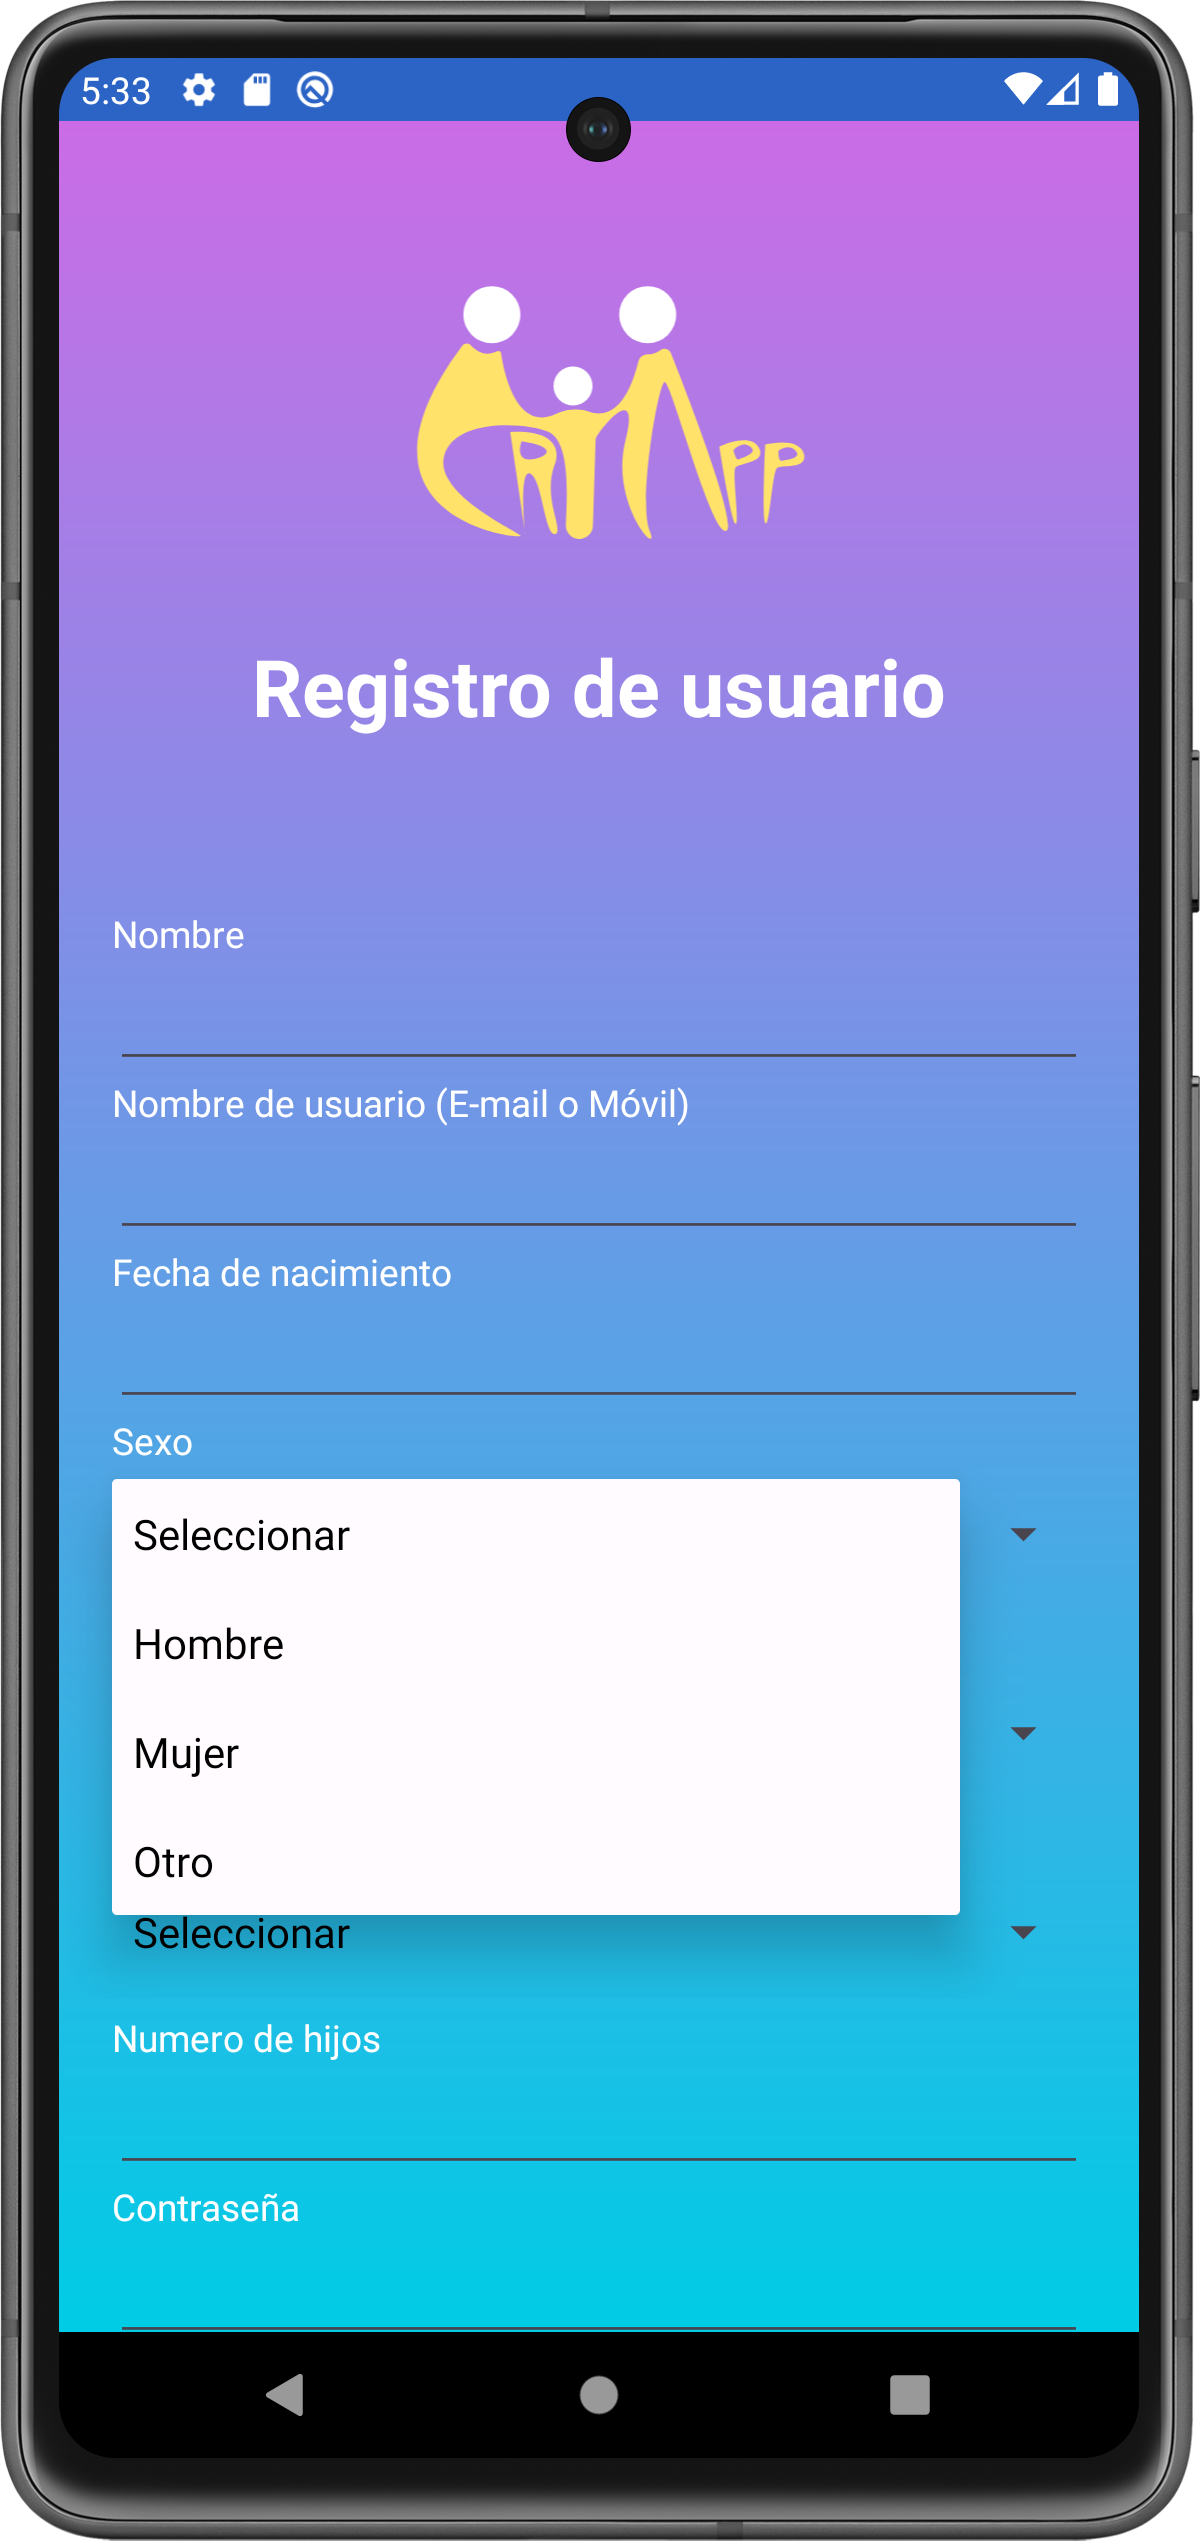 5:33
CRIApp
Registro de usuario
Nombre
Nombre de usuario (E-mail o Móvil)
Fecha de nacimiento
Sexo
Seleccionar
Hombre
Mujer
Otro
Seleccionar
Numero de hijos
Contraseña